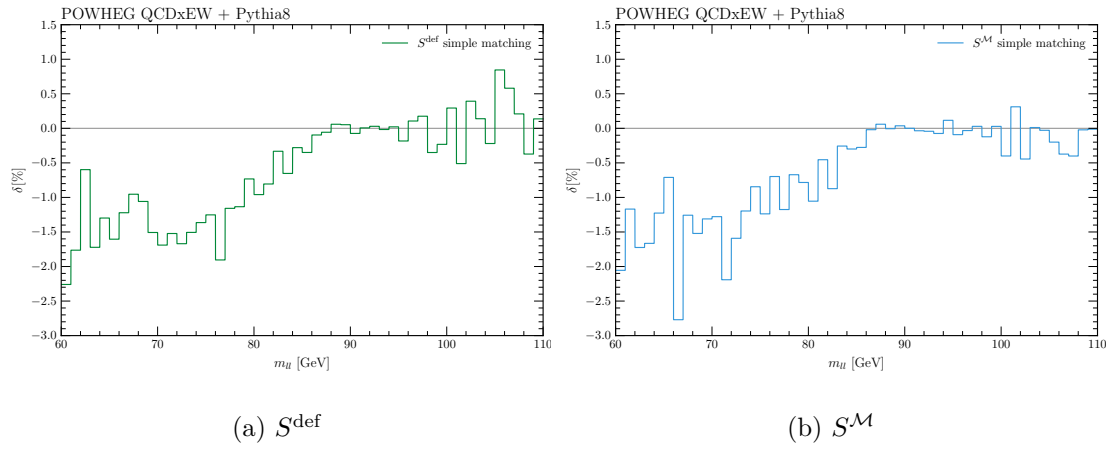 POWHEG QCDxEW + Pythia8
S^def simple matching
1.5
1.0
0.5
0.0
−0.5
−1.0
−1.5
−2.0
−2.5
−3.0
δ[%]
60 70 80 90 100 110
m_ll [GeV]
(a) S^def
POWHEG QCDxEW + Pythia8
S^ℳ simple matching
1.5
1.0
0.5
0.0
−0.5
−1.0
−1.5
−2.0
−2.5
−3.0
δ[%]
60 70 80 90 100 110
m_ll [GeV]
(b) S^ℳ